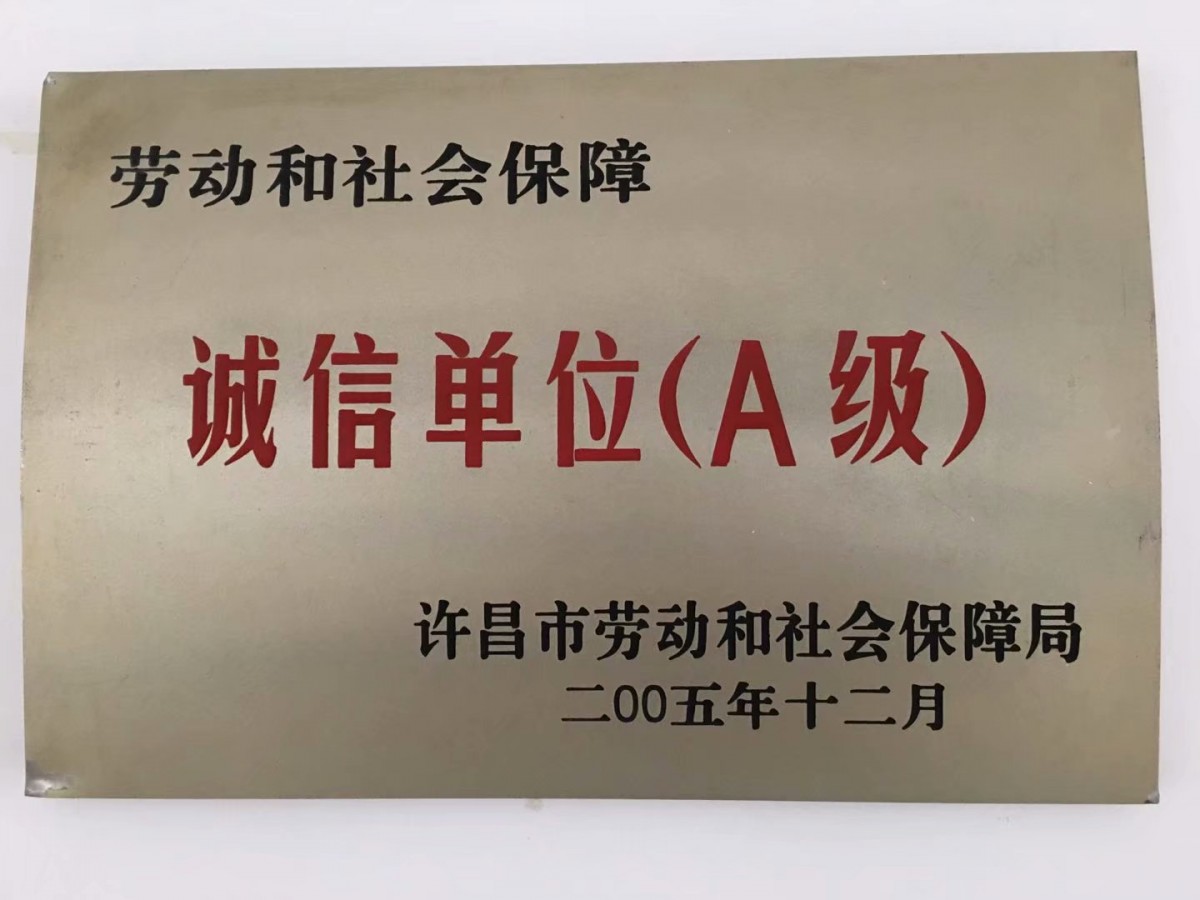 劳动和社会保障
诚信单位(A级)
许昌市劳动和社会保障局
二00五年十二月